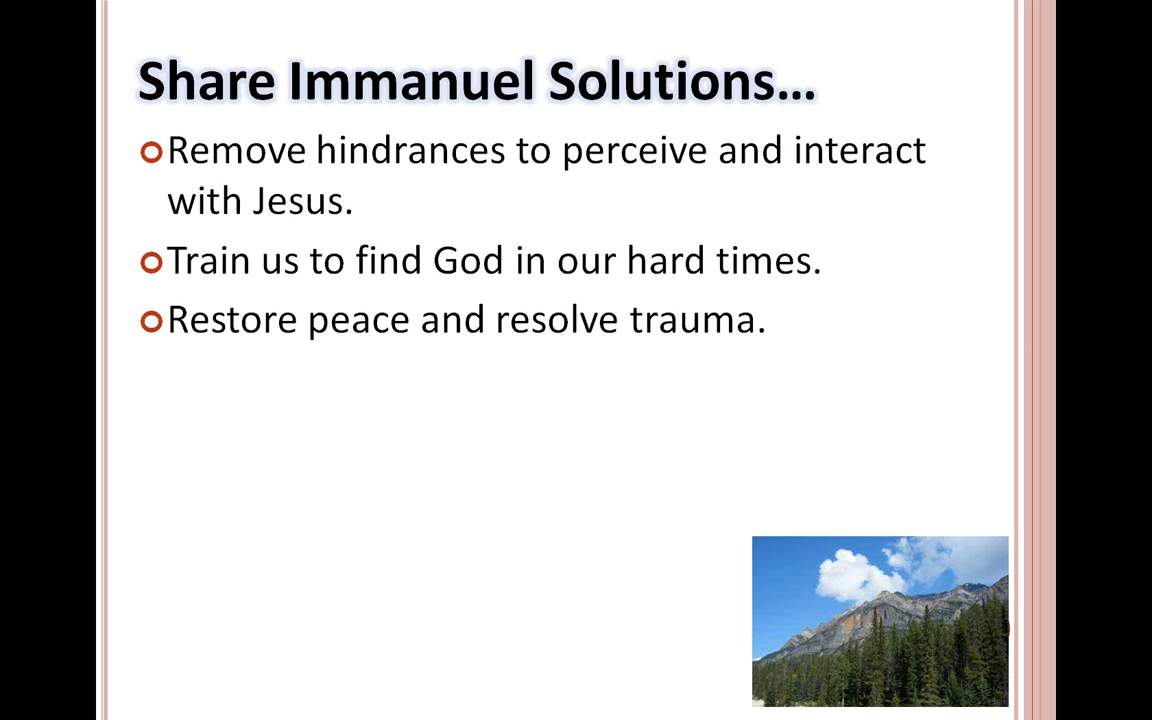 Share Immanuel Solutions…
Remove hindrances to perceive and interact
with Jesus.
Train us to find God in our hard times.
Restore peace and resolve trauma.